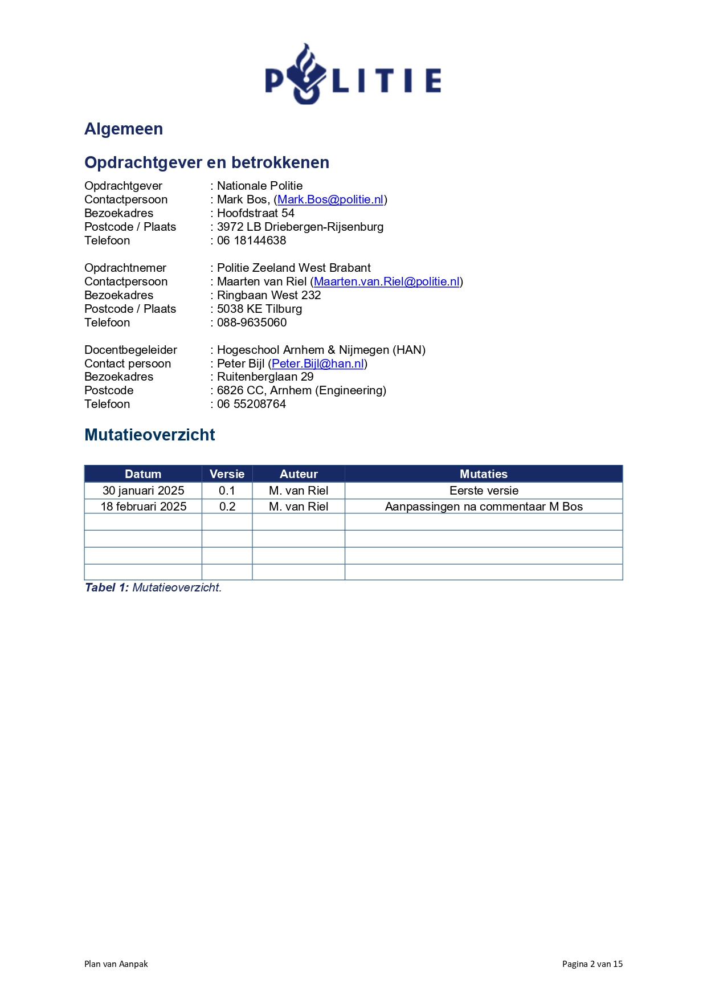 POLITIE
Algemeen
Opdrachtgever en betrokkenen
Opdrachtgever : Nationale Politie
Contactpersoon : Mark Bos, (Mark.Bos@politie.nl)
Bezoekadres : Hoofdstraat 54
Postcode / Plaats : 3972 LB Driebergen-Rijsenburg
Telefoon : 06 18144638
Opdrachtnemer : Politie Zeeland West Brabant
Contactpersoon : Maarten van Riel (Maarten.van.Riel@politie.nl)
Bezoekadres : Ringbaan West 232
Postcode / Plaats : 5038 KE Tilburg
Telefoon : 088-9635060
Docentbegeleider : Hogeschool Arnhem & Nijmegen (HAN)
Contact persoon : Peter Bijl (Peter.Bijl@han.nl)
Bezoekadres : Ruitenberglaan 29
Postcode : 6826 CC, Arnhem (Engineering)
Telefoon : 06 55208764
Mutatieoverzicht
Datum Versie Auteur Mutaties
30 januari 2025 0.1 M. van Riel Eerste versie
18 februari 2025 0.2 M. van Riel Aanpassingen na commentaar M Bos
Tabel 1: Mutatieoverzicht.
Plan van Aanpak Pagina 2 van 15